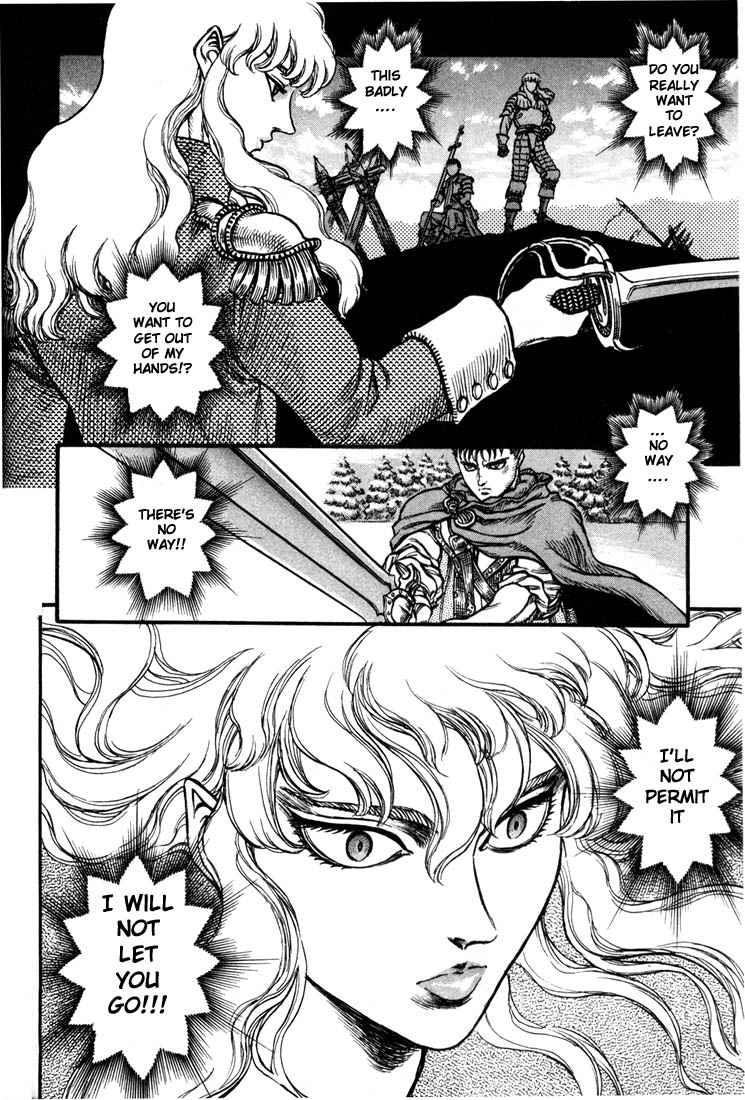 DO YOU
REALLY
WANT
TO
LEAVE?
THIS
BADLY
....
YOU
WANT TO
GET OUT
OF MY
HANDS!?
...
NO
WAY
....
THERE'S
NO
WAY!!
I'LL
NOT
PERMIT
IT
I WILL
NOT
LET
YOU
GO!!!